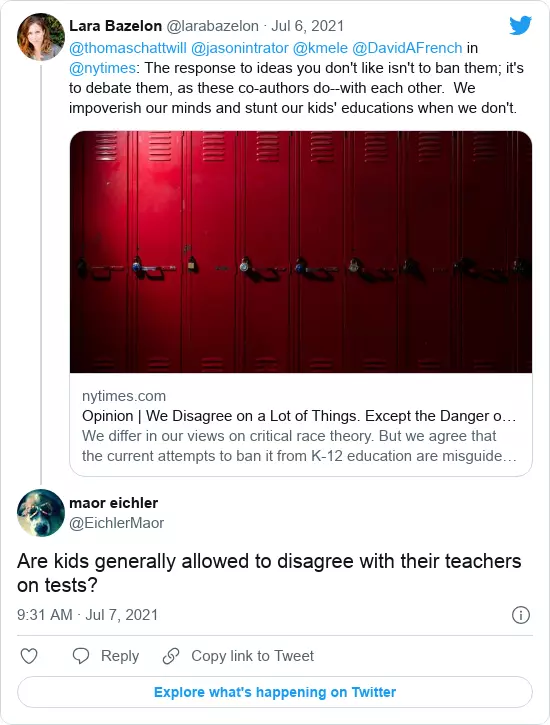 Lara Bazelon @larabazelon · Jul 6, 2021
@thomaschattwill @jasonintrator @kmele @DavidAFrench in
@nytimes: The response to ideas you don't like isn't to ban them; it's
to debate them, as these co-authors do--with each other. We
impoverish our minds and stunt our kids' educations when we don't.
nytimes.com
Opinion | We Disagree on a Lot of Things. Except the Danger o…
We differ in our views on critical race theory. But we agree that
the current attempts to ban it from K-12 education are misguide…
maor eichler
@EichlerMaor
Are kids generally allowed to disagree with their teachers
on tests?
9:31 AM · Jul 7, 2021
Reply Copy link to Tweet
Explore what's happening on Twitter